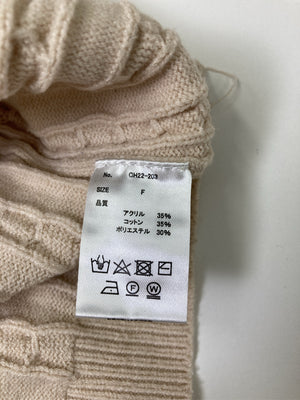 No. OH22-203
SIZE F
品質
アクリル 35%
コットン 35%
ポリエステル 30%
F W